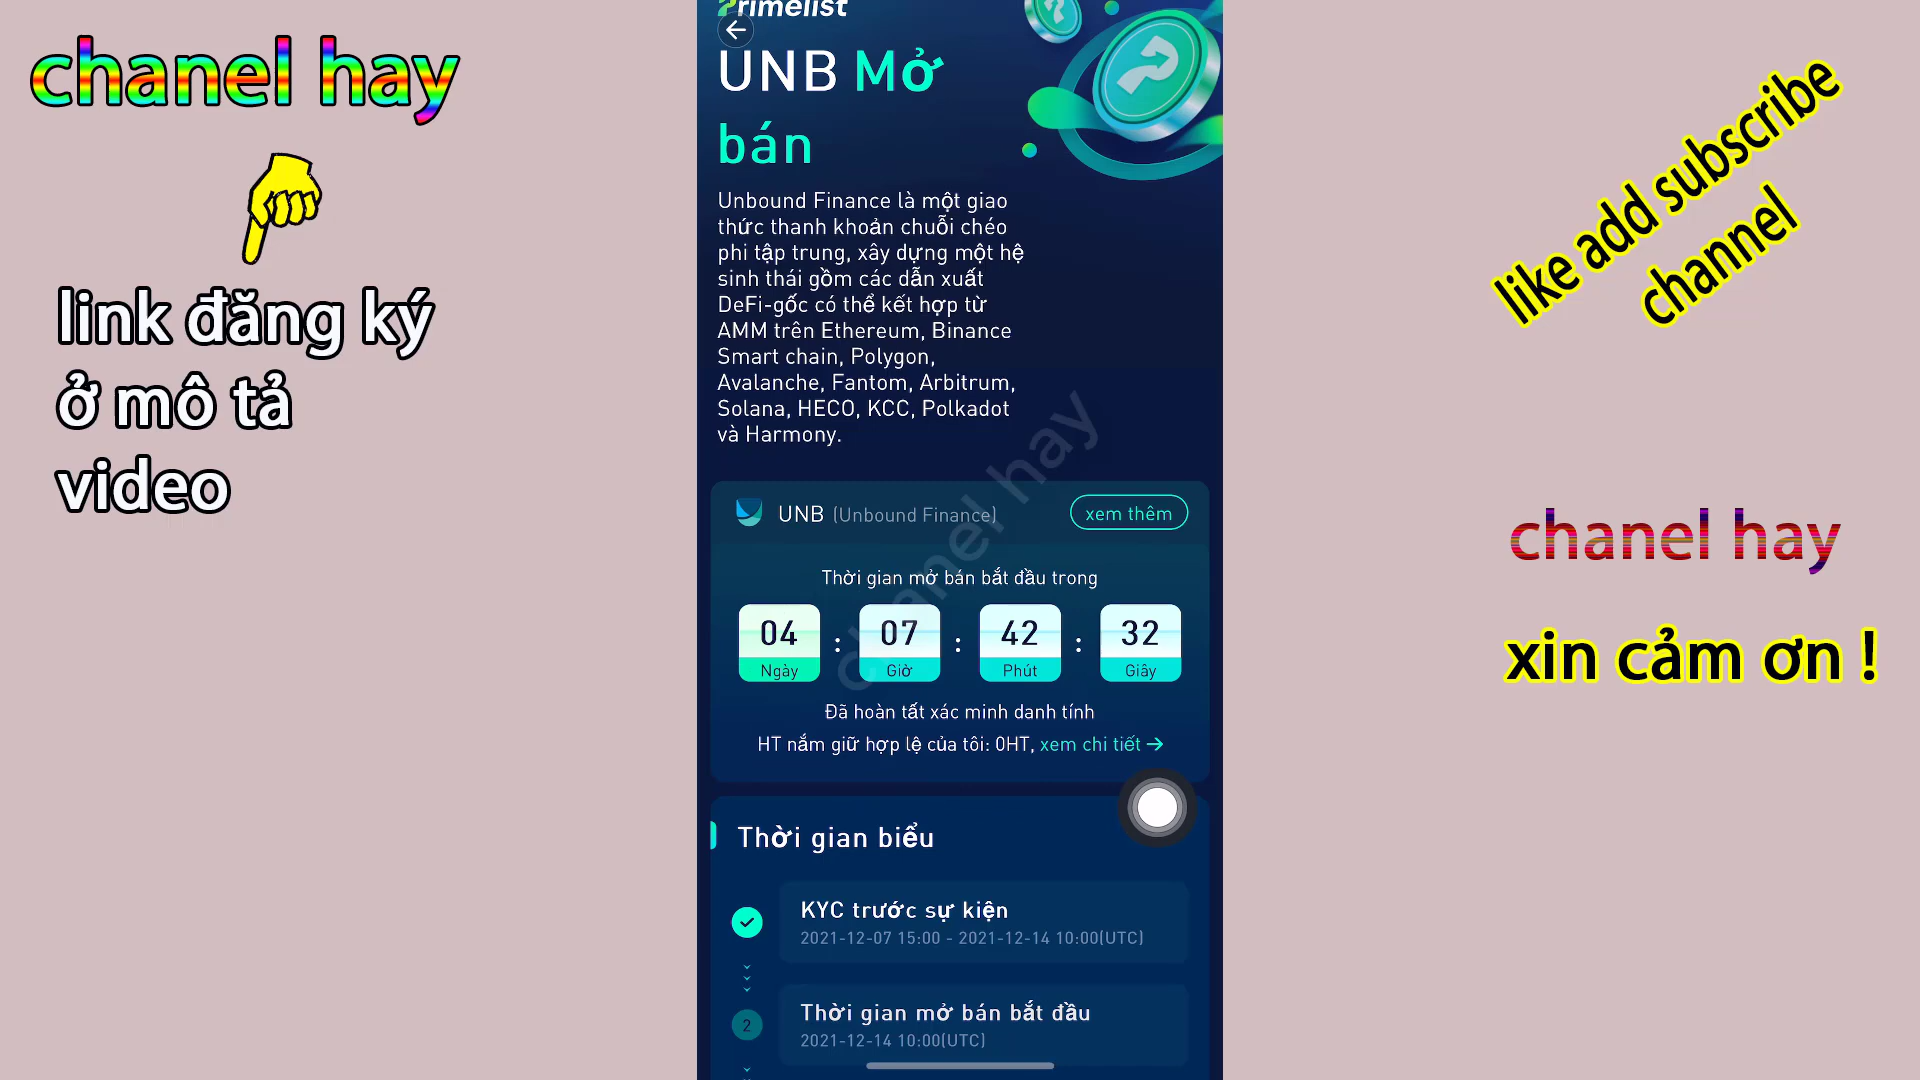 chanel hay
link đăng ký
ở mô tả
video
Primelist
UNB Mở
bán
Unbound Finance là một giao
thức thanh khoản chuỗi chéo
phi tập trung, xây dựng một hệ
sinh thái gồm các dẫn xuất
DeFi-gốc có thể kết hợp từ
AMM trên Ethereum, Binance
Smart chain, Polygon,
Avalanche, Fantom, Arbitrum,
Solana, HECO, KCC, Polkadot
và Harmony.
UNB (Unbound Finance)
xem thêm
Thời gian mở bán bắt đầu trong
04 : 07 : 42 : 32
Ngày Giờ Phút Giây
Đã hoàn tất xác minh danh tính
HT nắm giữ hợp lệ của tôi: 0HT, xem chi tiết →
chanel hay
Thời gian biểu
KYC trước sự kiện
2021-12-07 15:00 - 2021-12-14 10:00(UTC)
2
Thời gian mở bán bắt đầu
2021-12-14 10:00(UTC)
like add subscribe
channel
chanel hay
xin cảm ơn !